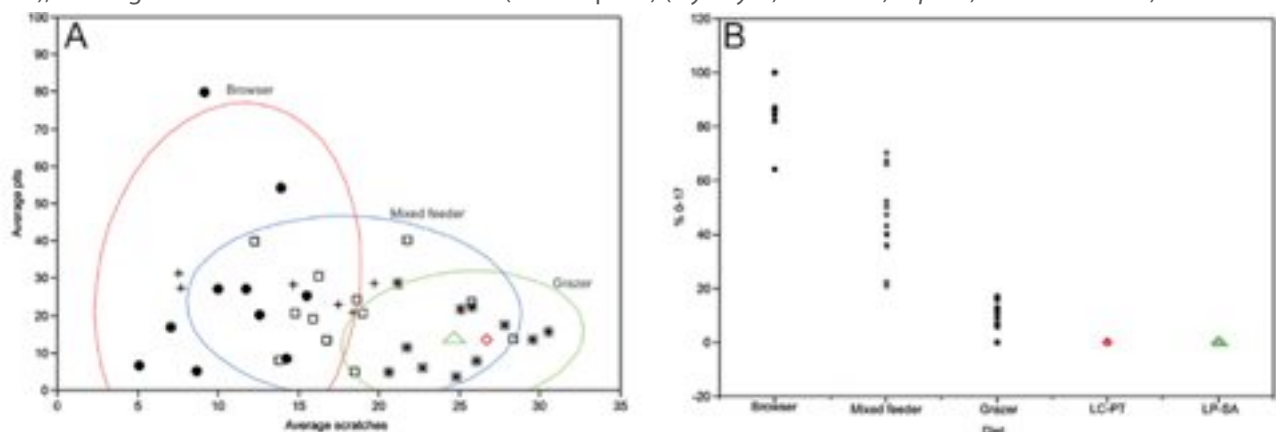 A
Browser
Mixed feeder
Grazer
Average pits
100
90
80
70
60
50
40
30
20
10
0
0 5 10 15 20 25 30 35
Average scratches
B
% 0-17
120
100
80
60
40
20
0
-20
Browser Mixed feeder Grazer LC-PT LP-SA